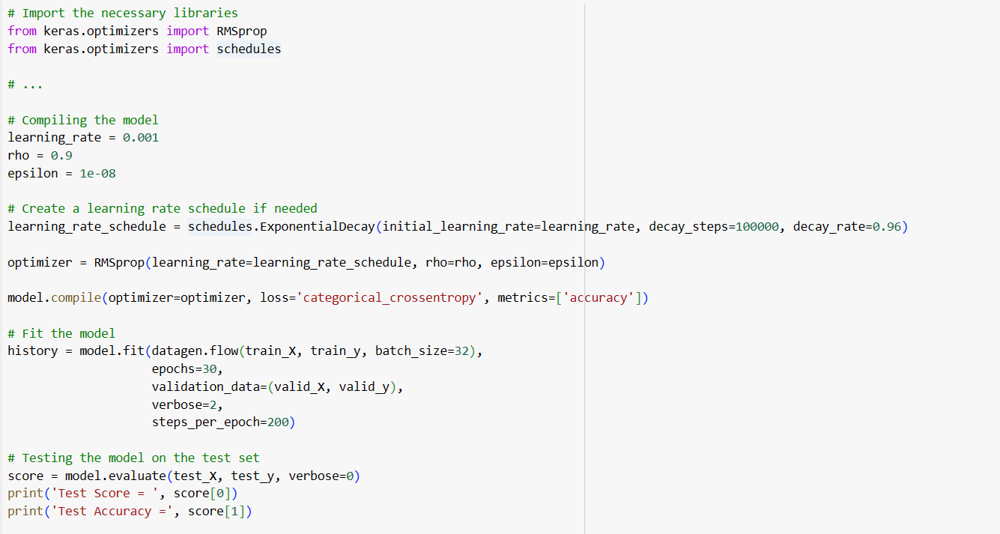 # Import the necessary libraries
from keras.optimizers import RMSprop
from keras.optimizers import schedules
# ...
# Compiling the model
learning_rate = 0.001
rho = 0.9
epsilon = 1e-08
# Create a learning rate schedule if needed
learning_rate_schedule = schedules.ExponentialDecay(initial_learning_rate=learning_rate, decay_steps=100000, decay_rate=0.96)
optimizer = RMSprop(learning_rate=learning_rate_schedule, rho=rho, epsilon=epsilon)
model.compile(optimizer=optimizer, loss='categorical_crossentropy', metrics=['accuracy'])
# Fit the model
history = model.fit(datagen.flow(train_X, train_y, batch_size=32),
                    epochs=30,
                    validation_data=(valid_X, valid_y),
                    verbose=2,
                    steps_per_epoch=200)
# Testing the model on the test set
score = model.evaluate(test_X, test_y, verbose=0)
print('Test Score = ', score[0])
print('Test Accuracy =', score[1])